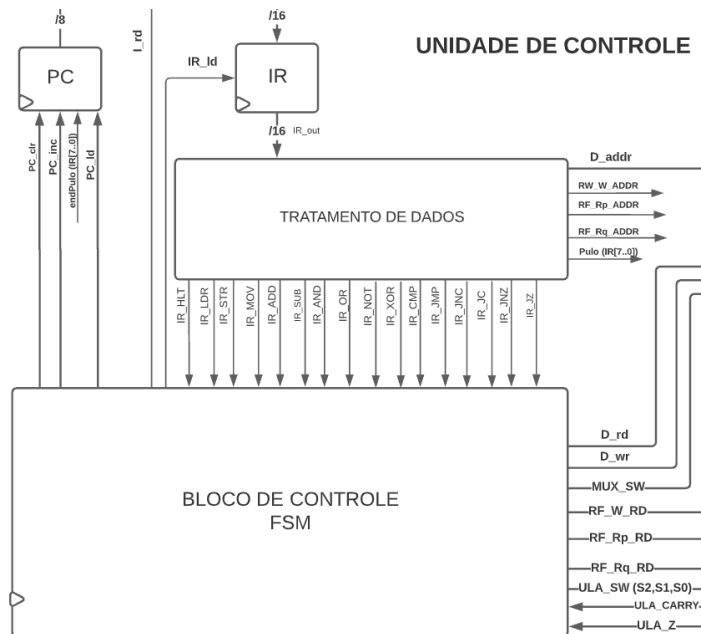 /8
I_rd
/16
UNIDADE DE CONTROLE
PC
IR_ld
IR
/16 IR_out
PC_clr
PC_inc
endPulo (IR[7..0])
PC_ld
D_addr
TRATAMENTO DE DADOS
RW_W_ADDR
RF_Rp_ADDR
RF_Rq_ADDR
Pulo (IR[7..0])
IR_HLT
IR_LDR
IR_STR
IR_MOV
IR_ADD
IR_SUB
IR_AND
IR_OR
IR_NOT
IR_XOR
IR_CMP
IR_JMP
IR_JNC
IR_JC
IR_JNZ
IR_JZ
BLOCO DE CONTROLE
FSM
D_rd
D_wr
MUX_SW
RF_W_RD
RF_Rp_RD
RF_Rq_RD
ULA_SW (S2,S1,S0)
ULA_CARRY
ULA_Z